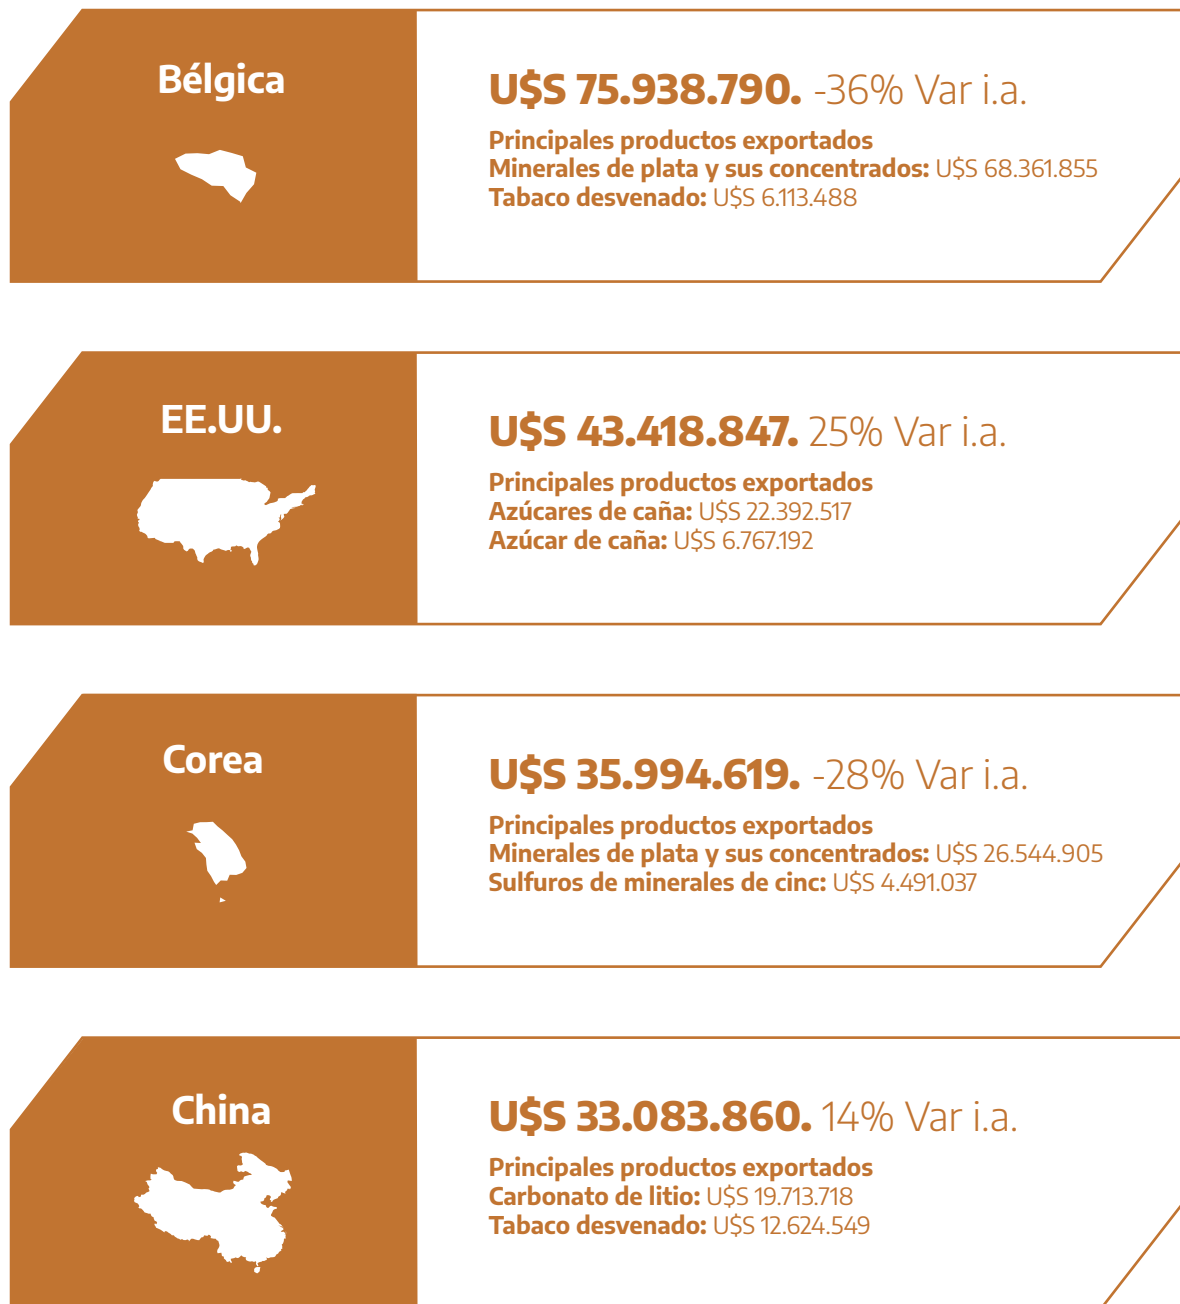 Bélgica
U$S 75.938.790. -36% Var i.a.
Principales productos exportados
Minerales de plata y sus concentrados: U$S 68.361.855
Tabaco desvenado: U$S 6.113.488
EE.UU.
U$S 43.418.847. 25% Var i.a.
Principales productos exportados
Azúcares de caña: U$S 22.392.517
Azúcar de caña: U$S 6.767.192
Corea
U$S 35.994.619. -28% Var i.a.
Principales productos exportados
Minerales de plata y sus concentrados: U$S 26.544.905
Sulfuros de minerales de cinc: U$S 4.491.037
China
U$S 33.083.860. 14% Var i.a.
Principales productos exportados
Carbonato de litio: U$S 19.713.718
Tabaco desvenado: U$S 12.624.549